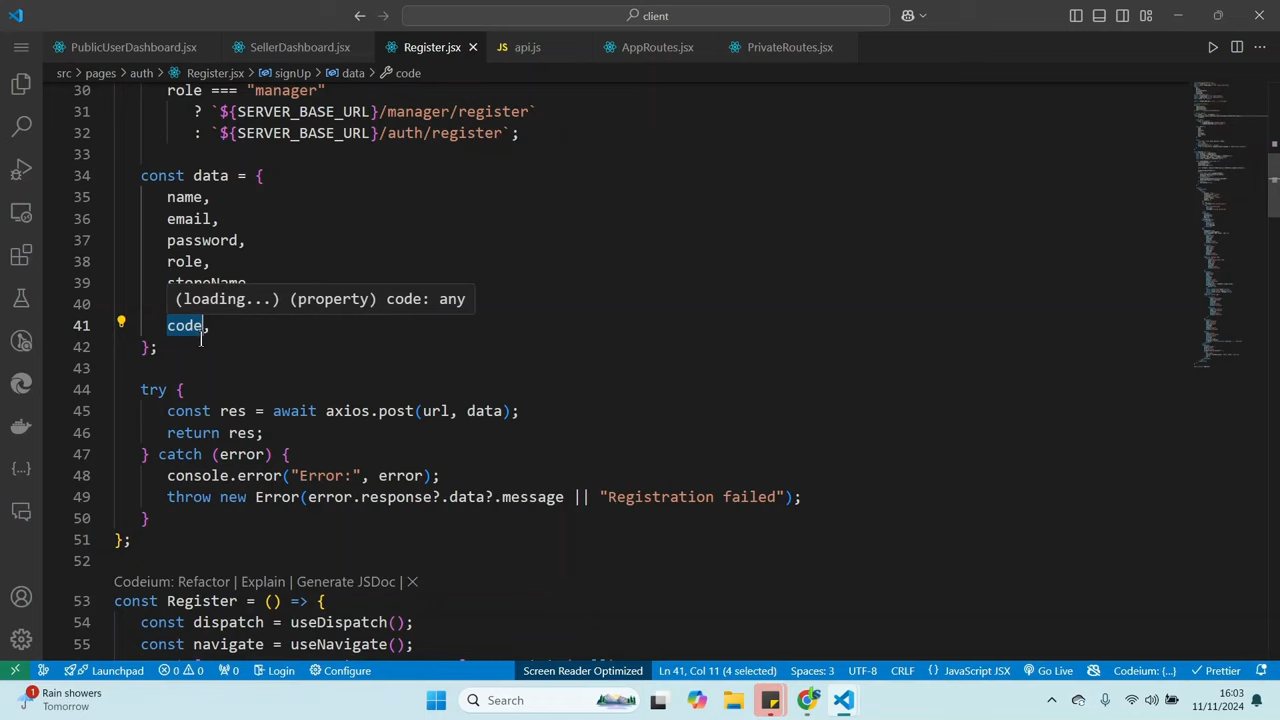 client
PublicUserDashboard.jsx
SellerDashboard.jsx
Register.jsx
api.js
AppRoutes.jsx
PrivateRoutes.jsx
src > pages > auth > Register.jsx > signUp > data > code
30 role === "manager"
31 ? `${SERVER_BASE_URL}/manager/register`
32 : `${SERVER_BASE_URL}/auth/register`;
33
34 const data = {
35 name,
36 email,
37 password,
38 role,
39 storeName
(loading...) (property) code: any
40
41 code,
42 };
43
44 try {
45 const res = await axios.post(url, data);
46 return res;
47 } catch (error) {
48 console.error("Error:", error);
49 throw new Error(error.response?.data?.message || "Registration failed");
50 }
51 };
52
Codeium: Refactor | Explain | Generate JSDoc | ×
53 const Register = () => {
54 const dispatch = useDispatch();
55 const navigate = useNavigate();
Launchpad 0 0 0 Login Configure Screen Reader Optimized Ln 41, Col 11 (4 selected) Spaces: 3 UTF-8 CRLF {} JavaScript JSX Go Live Codeium: {...} Prettier
1 Rain showers
Tomorrow
Search
16:03
11/11/2024